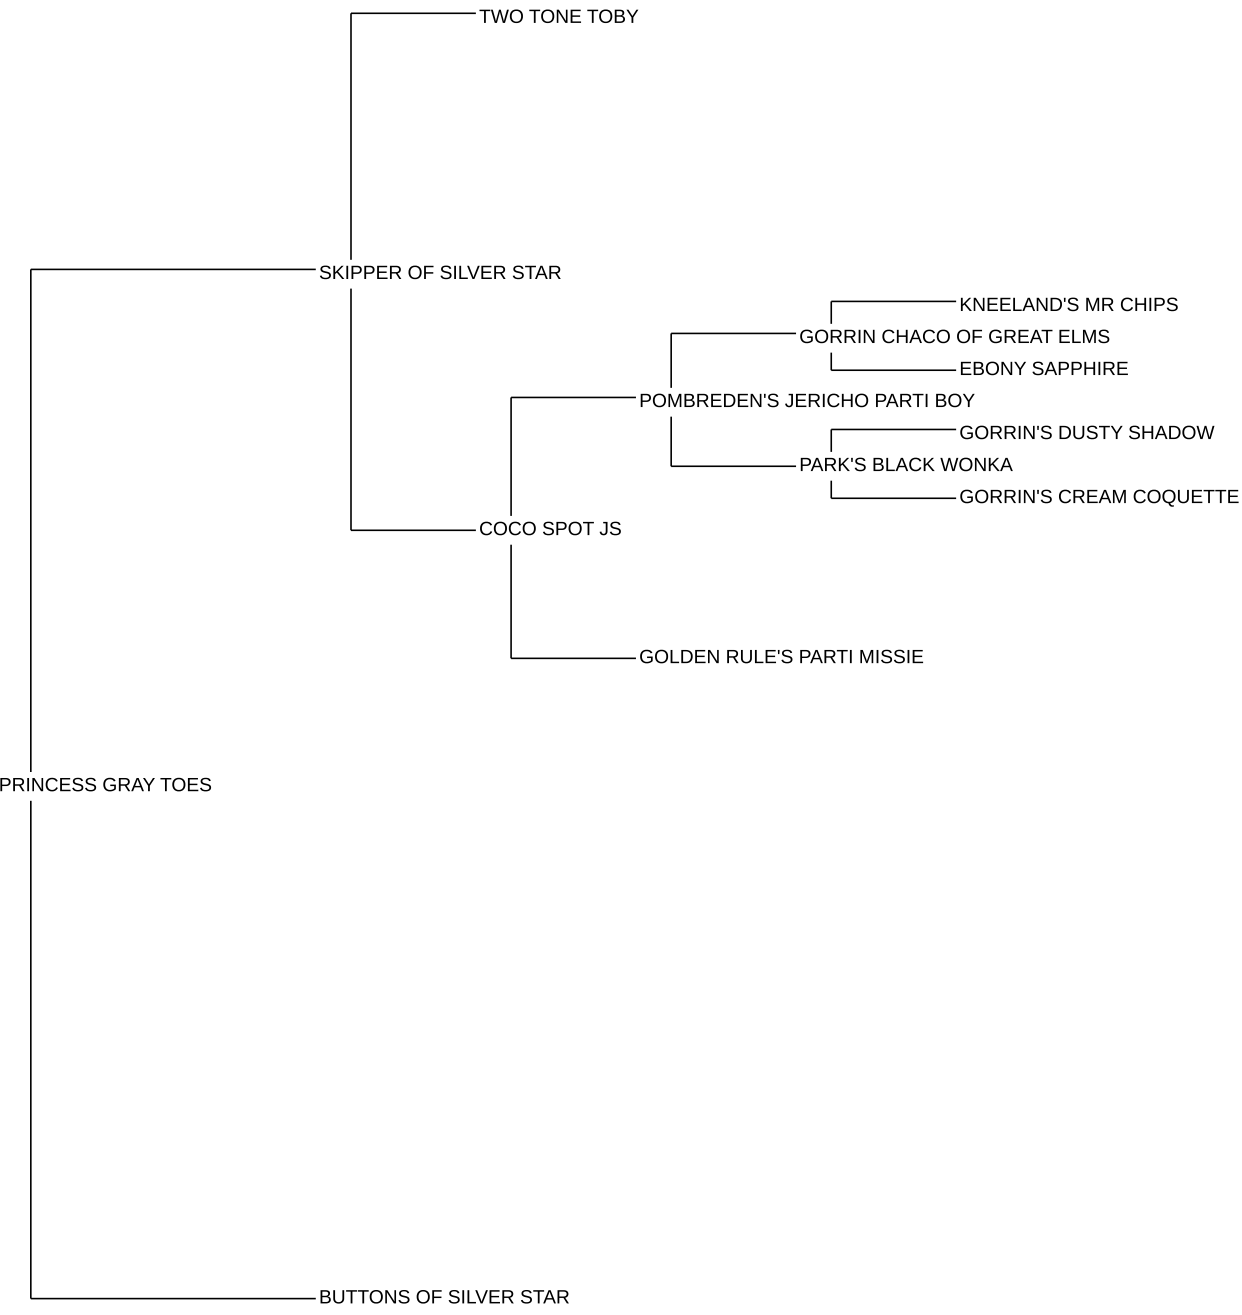 TWO TONE TOBY
SKIPPER OF SILVER STAR
KNEELAND'S MR CHIPS
GORRIN CHACO OF GREAT ELMS
EBONY SAPPHIRE
POMBREDEN'S JERICHO PARTI BOY
GORRIN'S DUSTY SHADOW
PARK'S BLACK WONKA
GORRIN'S CREAM COQUETTE
COCO SPOT JS
GOLDEN RULE'S PARTI MISSIE
PRINCESS GRAY TOES
BUTTONS OF SILVER STAR